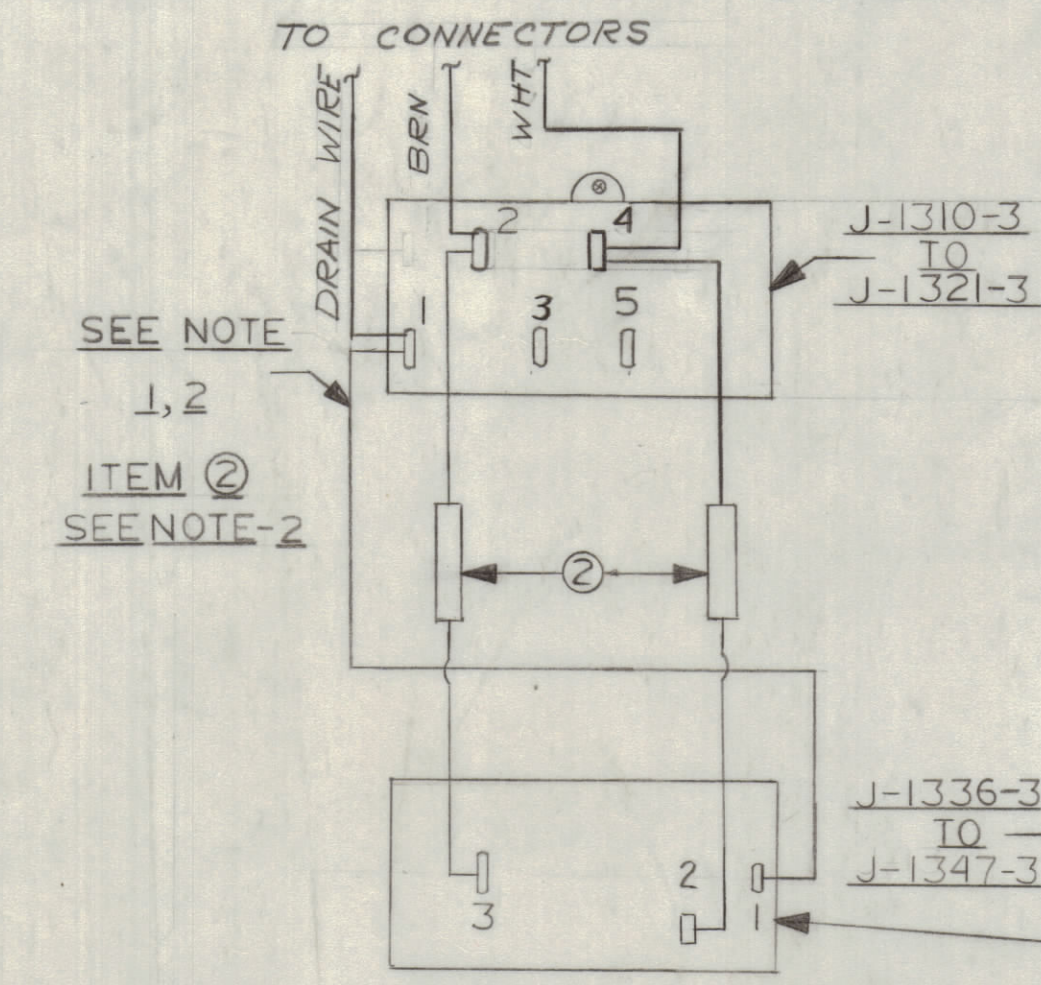 TO CONNECTORS
DRAIN WIRE
BRN
WHT
2
4
J-1310-3
TO
J-1321-3
1
3
5
SEE NOTE
1, 2
ITEM 2
SEE NOTE-2
2
J-1336-3
TO
J-1347-3
3
2
1